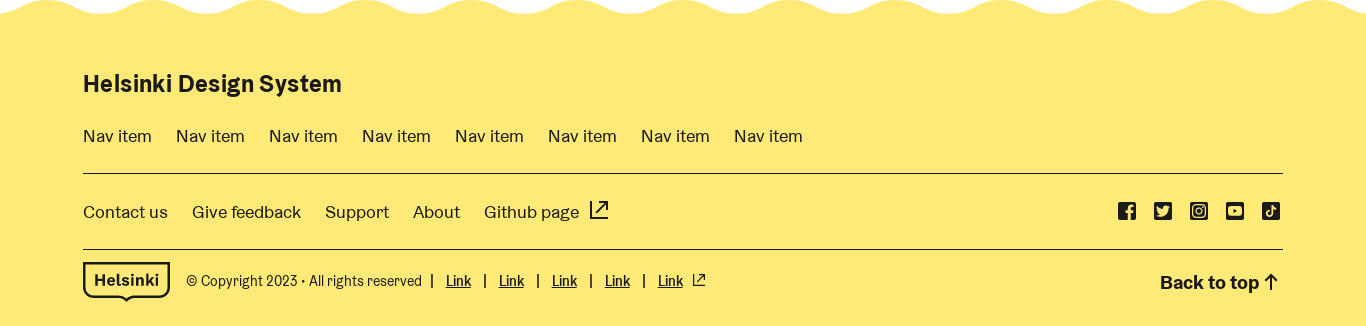 Helsinki Design System
Nav item Nav item Nav item Nav item Nav item Nav item Nav item Nav item
Contact us Give feedback Support About Github page
Helsinki © Copyright 2023 • All rights reserved | Link | Link | Link | Link | Link Back to top